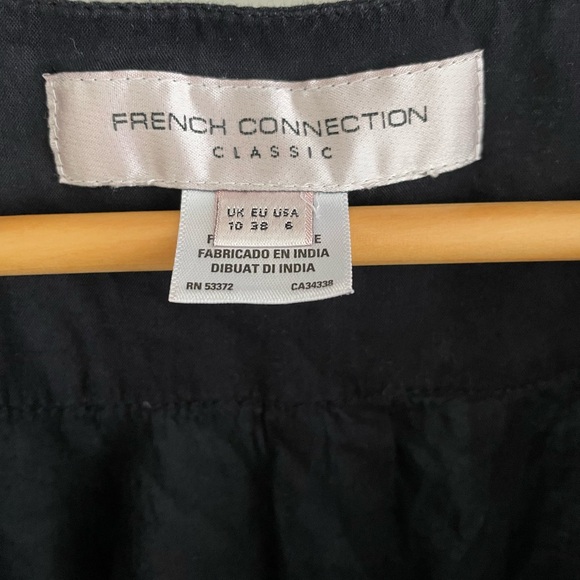 FRENCH CONNECTION
CLASSIC
UK EU USA
10 38 6
FABRICADO EN INDIA
DIBUAT DI INDIA
RN 53372 CA34338